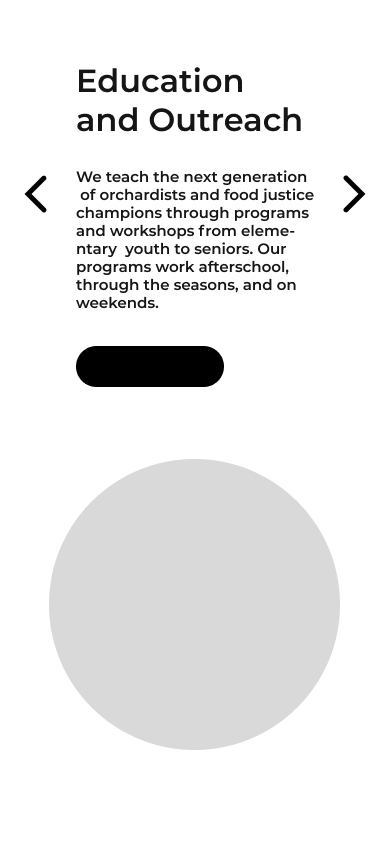 Education
and Outreach
We teach the next generation
of orchardists and food justice
champions through programs
and workshops from eleme-
ntary  youth to seniors. Our
programs work afterschool,
through the seasons, and on
weekends.